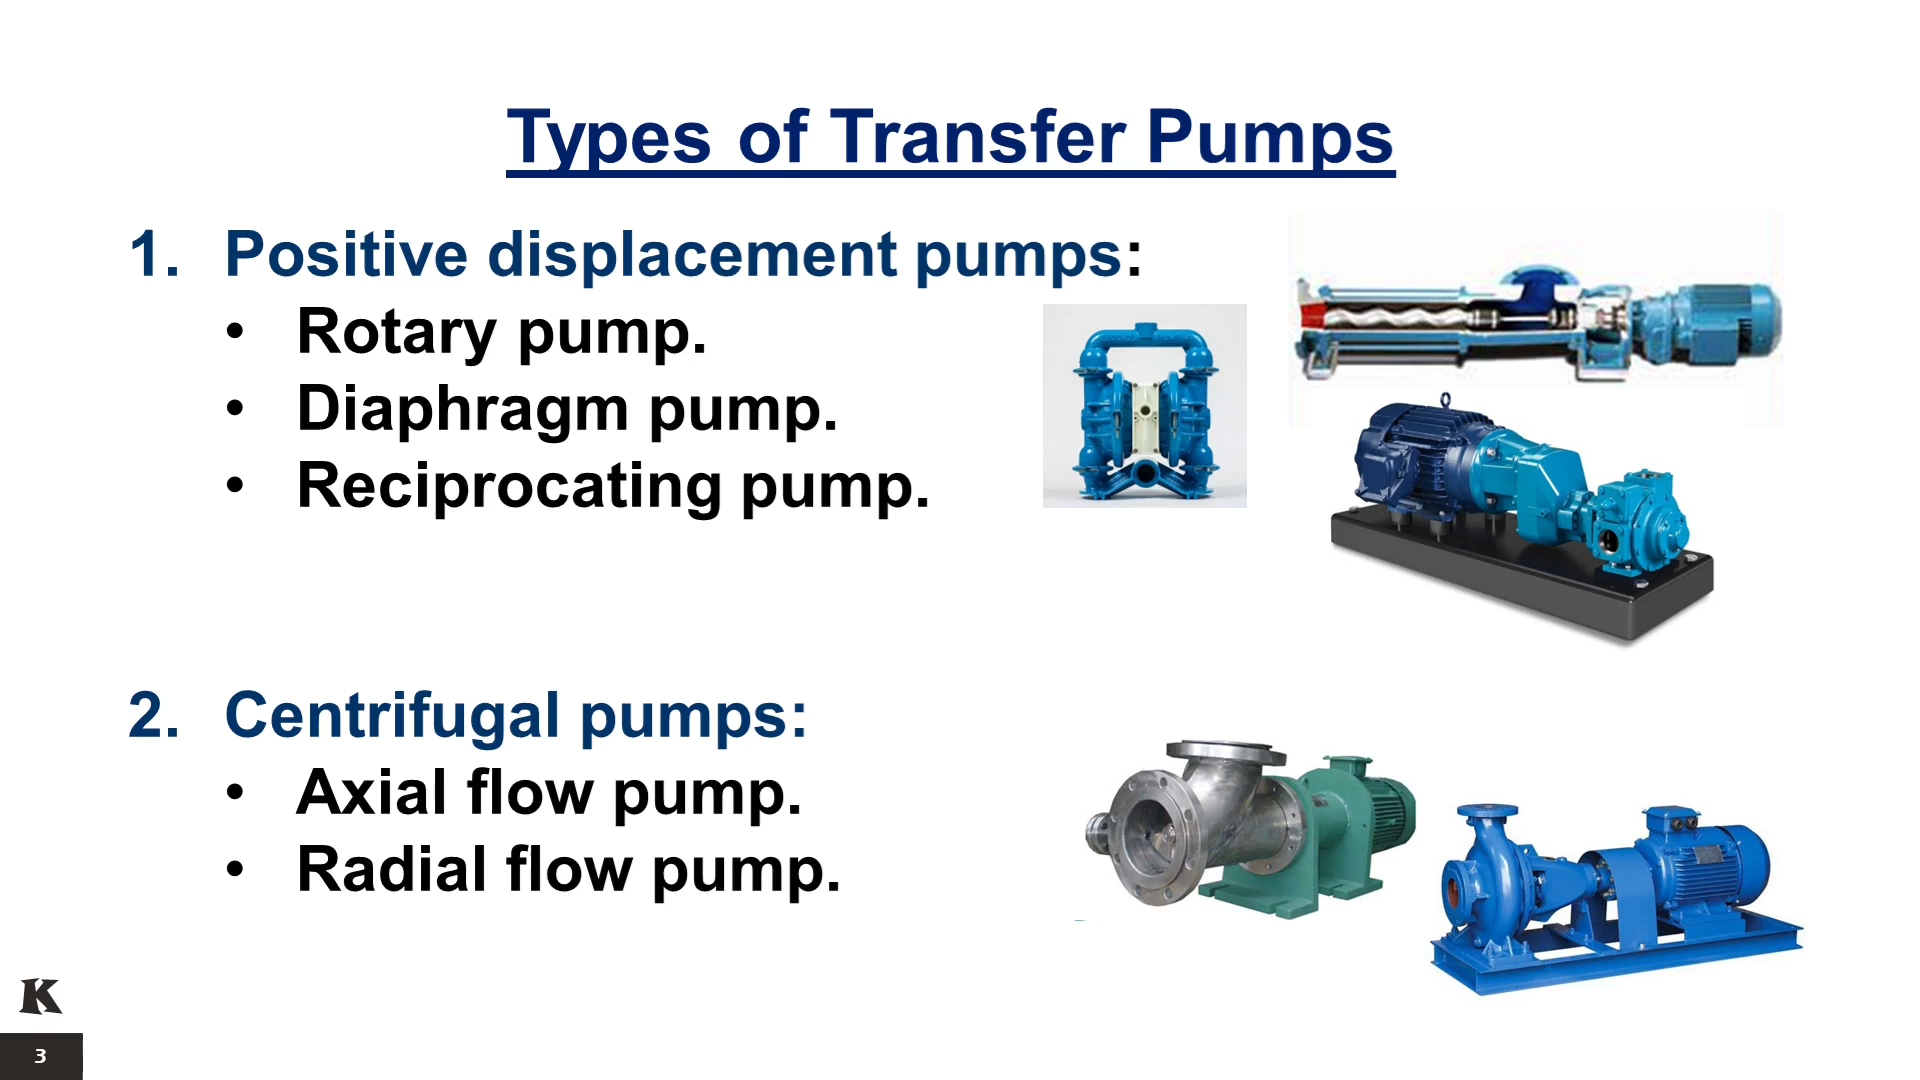 Types of Transfer Pumps
1. Positive displacement pumps:
• Rotary pump.
• Diaphragm pump.
• Reciprocating pump.
2. Centrifugal pumps:
• Axial flow pump.
• Radial flow pump.
K
3